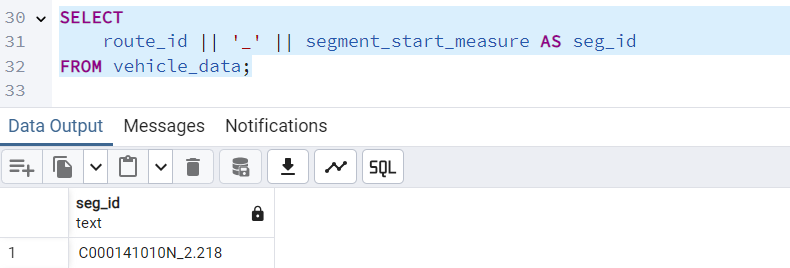 30 SELECT
31 route_id || '_' || segment_start_measure AS seg_id
32 FROM vehicle_data;
33
Data Output Messages Notifications
SQL
seg_id
text
1 C000141010N_2.218